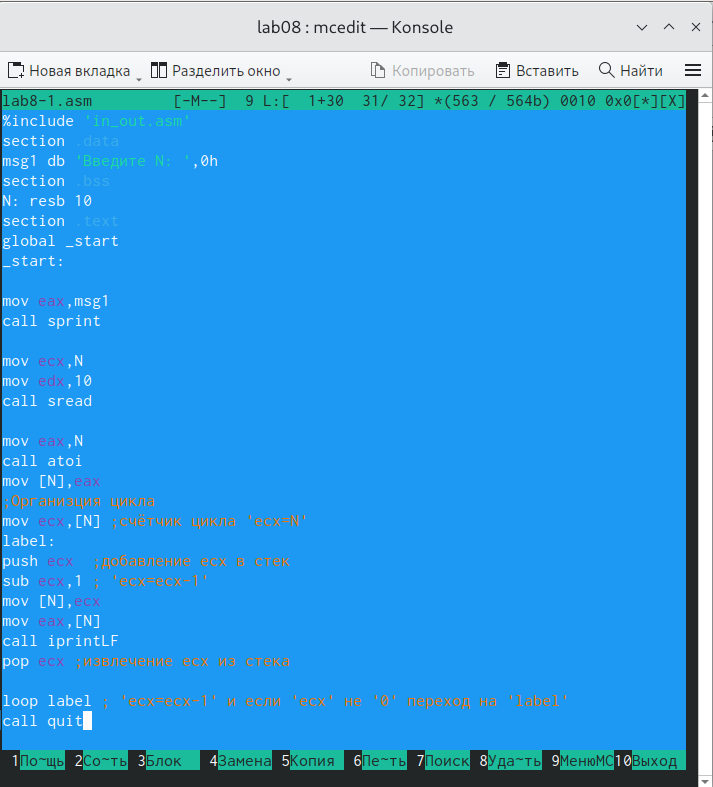 lab08 : mcedit — Konsole
Новая вкладка Разделить окно Копировать Вставить Найти
lab8-1.asm [-M--] 9 L:[ 1+30 31/ 32] *(563 / 564b) 0010 0x0[*][X]
%include 'in_out.asm'
section .data
msg1 db 'Введите N: ',0h
section .bss
N: resb 10
section .text
global _start
_start:
mov eax,msg1
call sprint
mov ecx,N
mov edx,10
call sread
mov eax,N
call atoi
mov [N],eax
;Организция цикла
mov ecx,[N] ;счётчик цикла 'ecx=N'
label:
push ecx ;добавление ecx в стек
sub ecx,1 ; 'ecx=ecx-1'
mov [N],ecx
mov eax,[N]
call iprintLF
pop ecx ;извлечение ecx из стека
loop label ; 'ecx=ecx-1' и если 'ecx' не '0' переход на 'label'
call quit
1По~щь 2Со~ть 3Блок 4Замена 5Копия 6Пе~ть 7Поиск 8Уда~ть 9МенюМС 10Выход